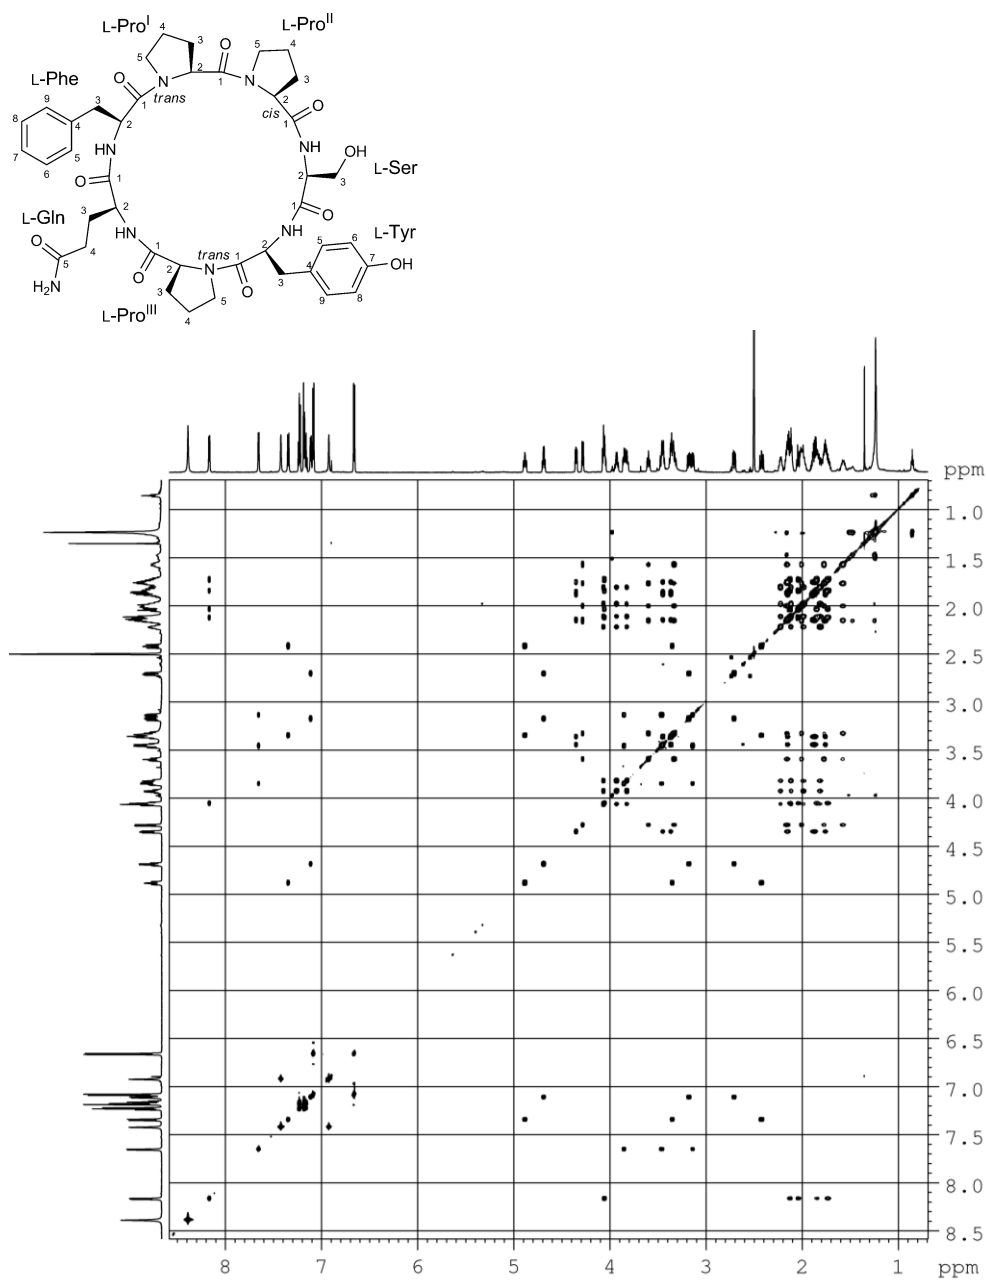 L-Pro^I
L-Pro^II
4
3
5
2
O
1
N
trans
O
5
4
3
N
2
cis
1
O
L-Phe
O
1
9
3
8
4
2
7
5
6
HN
NH
OH
L-Ser
2
3
O
1
1
O
L-Gln
3
2
NH
HN
4
O
5
H2N
1
O
2
trans
N
3
4
5
1
O
2
3
5
6
L-Tyr
4
7
OH
9
8
L-Pro^III
ppm
1.0
1.5
2.0
2.5
3.0
3.5
4.0
4.5
5.0
5.5
6.0
6.5
7.0
7.5
8.0
8.5
8 7 6 5 4 3 2 1 ppm